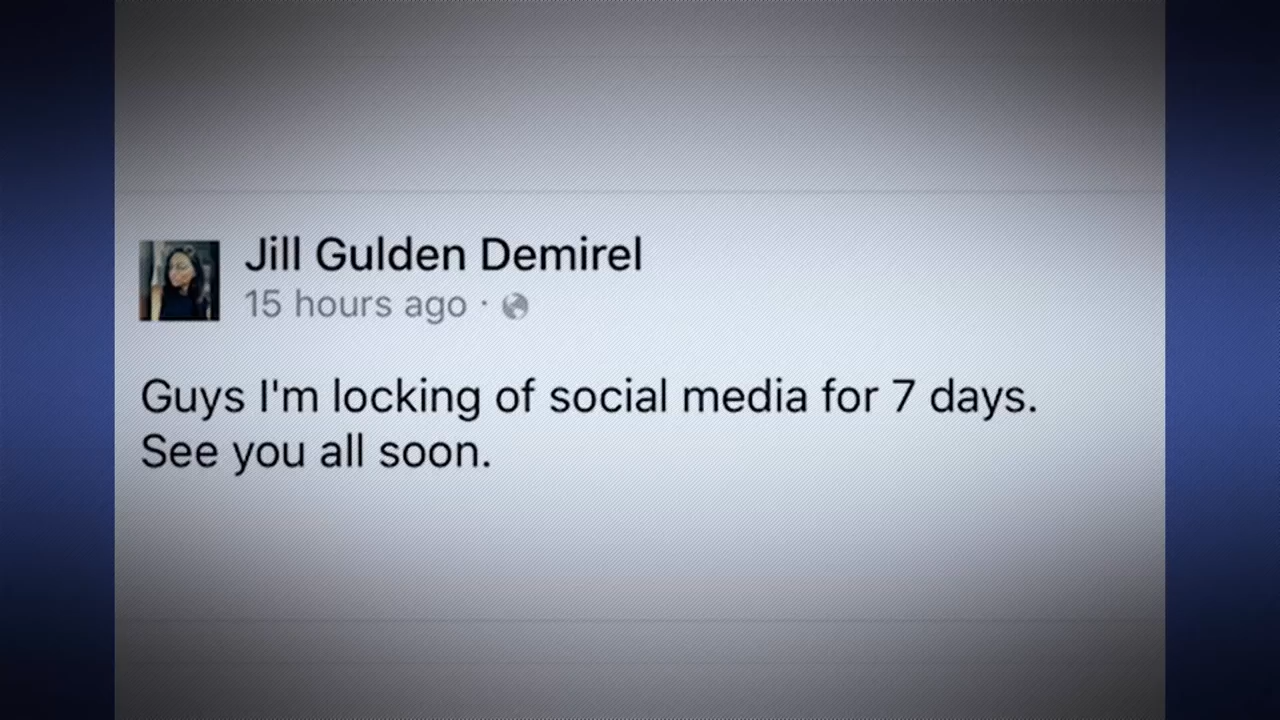 Jill Gulden Demirel
15 hours ago ·
Guys I'm locking of social media for 7 days.
See you all soon.